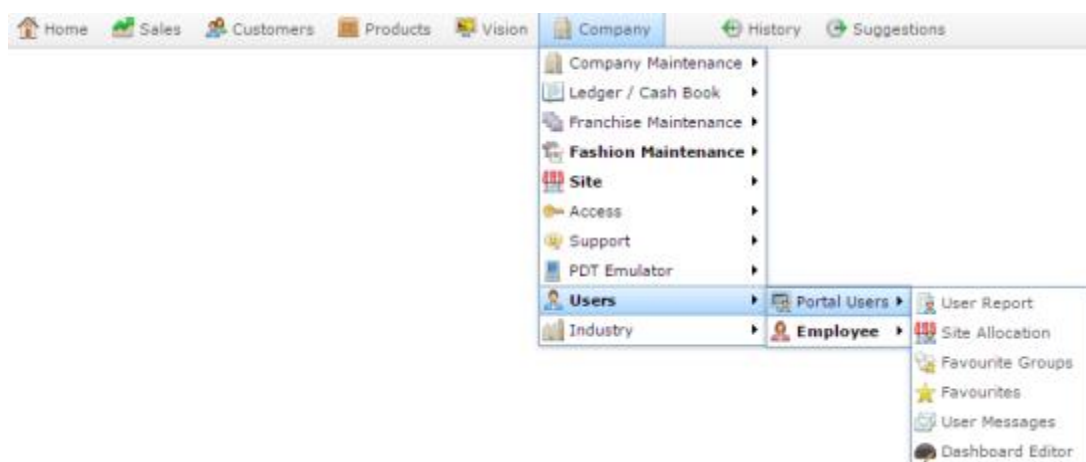 Home Sales Customers Products Vision Company History Suggestions
Company Maintenance
Ledger / Cash Book
Franchise Maintenance
Fashion Maintenance
Site
Access
Support
PDT Emulator
Users
Industry
Portal Users
Employee
User Report
Site Allocation
Favourite Groups
Favourites
User Messages
Dashboard Editor